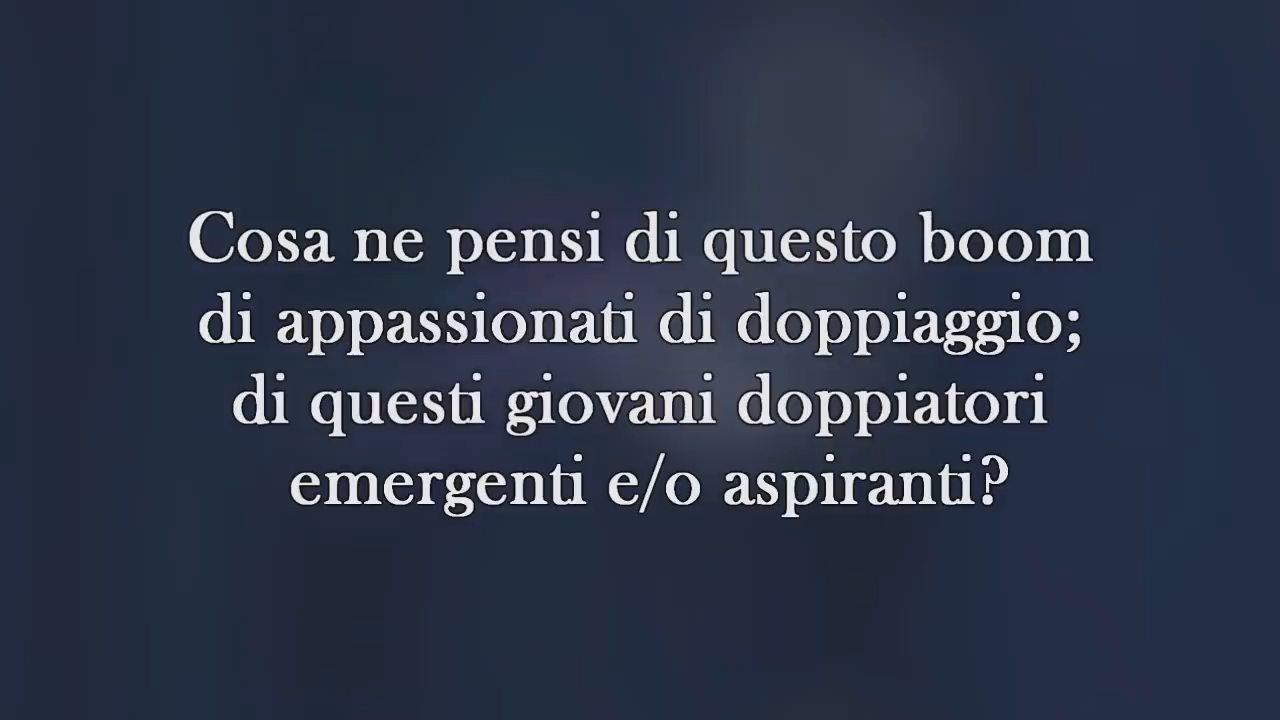 Cosa ne pensi di questo boom
di appassionati di doppiaggio;
di questi giovani doppiatori
emergenti e/o aspiranti?